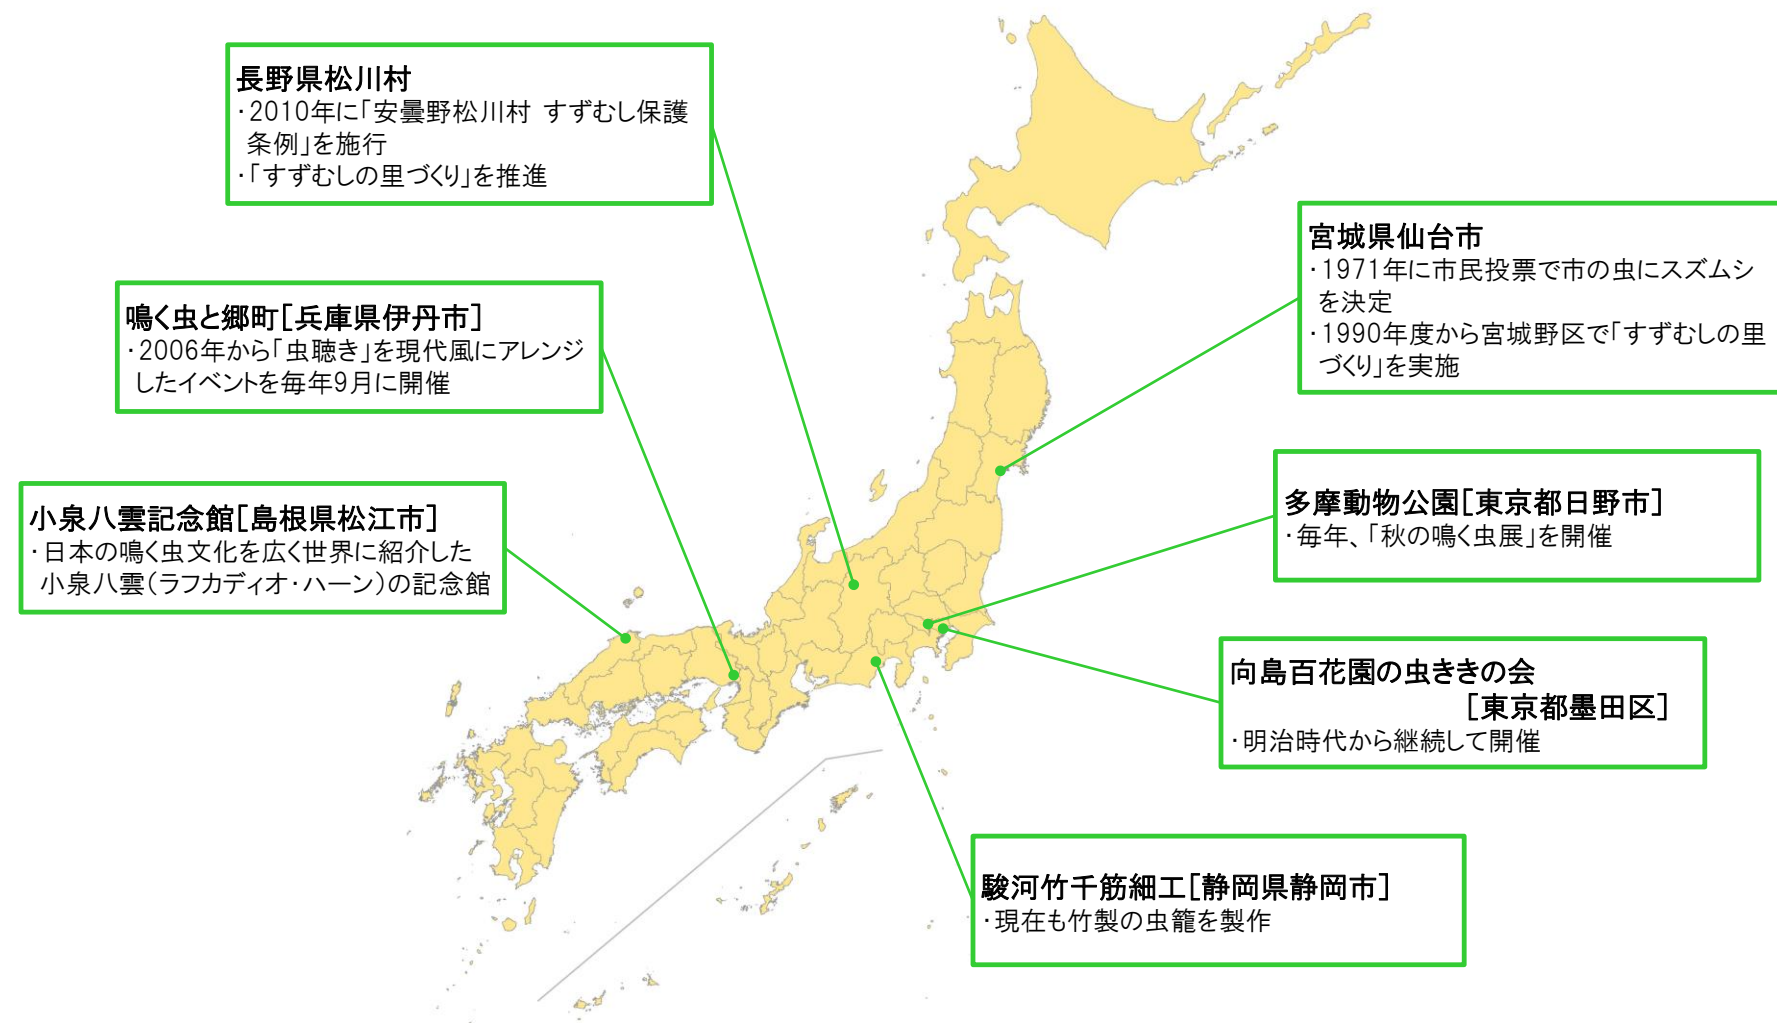 長野県松川村
・2010年に「安曇野松川村 すずむし保護
条例」を施行
・「すずむしの里づくり」を推進
宮城県仙台市
・1971年に市民投票で市の虫にスズムシ
を決定
・1990年度から宮城野区で「すずむしの里
づくり」を実施
鳴く虫と郷町[兵庫県伊丹市]
・2006年から「虫聴き」を現代風にアレンジ
したイベントを毎年9月に開催
多摩動物公園[東京都日野市]
・毎年、「秋の鳴く虫展」を開催
小泉八雲記念館[島根県松江市]
・日本の鳴く虫文化を広く世界に紹介した
小泉八雲(ラフカディオ・ハーン)の記念館
向島百花園の虫ききの会
[東京都墨田区]
・明治時代から継続して開催
駿河竹千筋細工[静岡県静岡市]
・現在も竹製の虫籠を製作